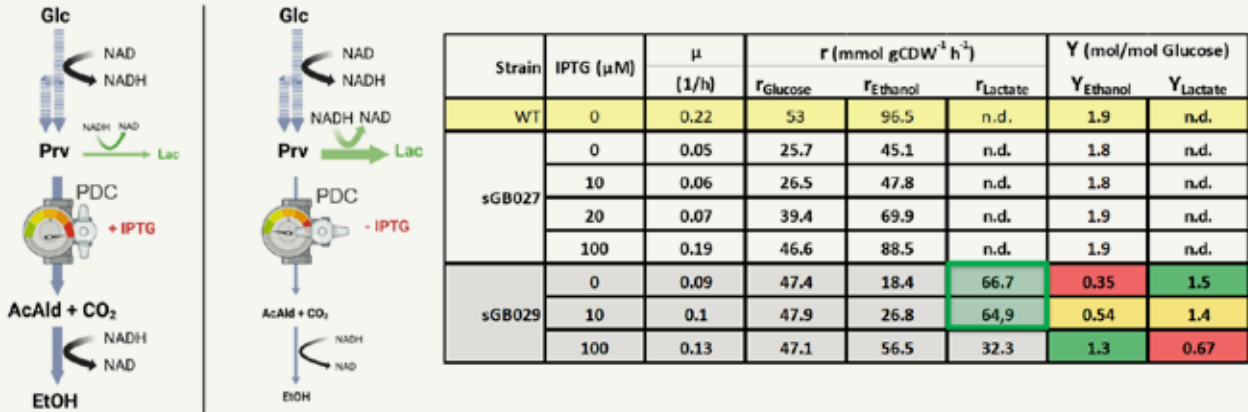 Glc
NAD
NADH
NADH NAD
Prv
Lac
PDC
+ IPTG
AcAld + CO₂
NADH
NAD
EtOH
Glc
NAD
NADH
NADH NAD
Prv
Lac
PDC
- IPTG
AcAld + CO₂
NADH
NAD
EtOH
Strain IPTG (µM) µ r (mmol gCDW⁻¹ h⁻¹) Y (mol/mol Glucose)
(1/h) rGlucose rEthanol rLactate YEthanol YLactate
WT 0 0.22 53 96.5 n.d. 1.9 n.d.
sGB027 0 0.05 25.7 45.1 n.d. 1.8 n.d.
10 0.06 26.5 47.8 n.d. 1.8 n.d.
20 0.07 39.4 69.9 n.d. 1.9 n.d.
100 0.19 46.6 88.5 n.d. 1.9 n.d.
sGB029 0 0.09 47.4 18.4 66.7 0.35 1.5
10 0.1 47.9 26.8 64,9 0.54 1.4
100 0.13 47.1 56.5 32.3 1.3 0.67